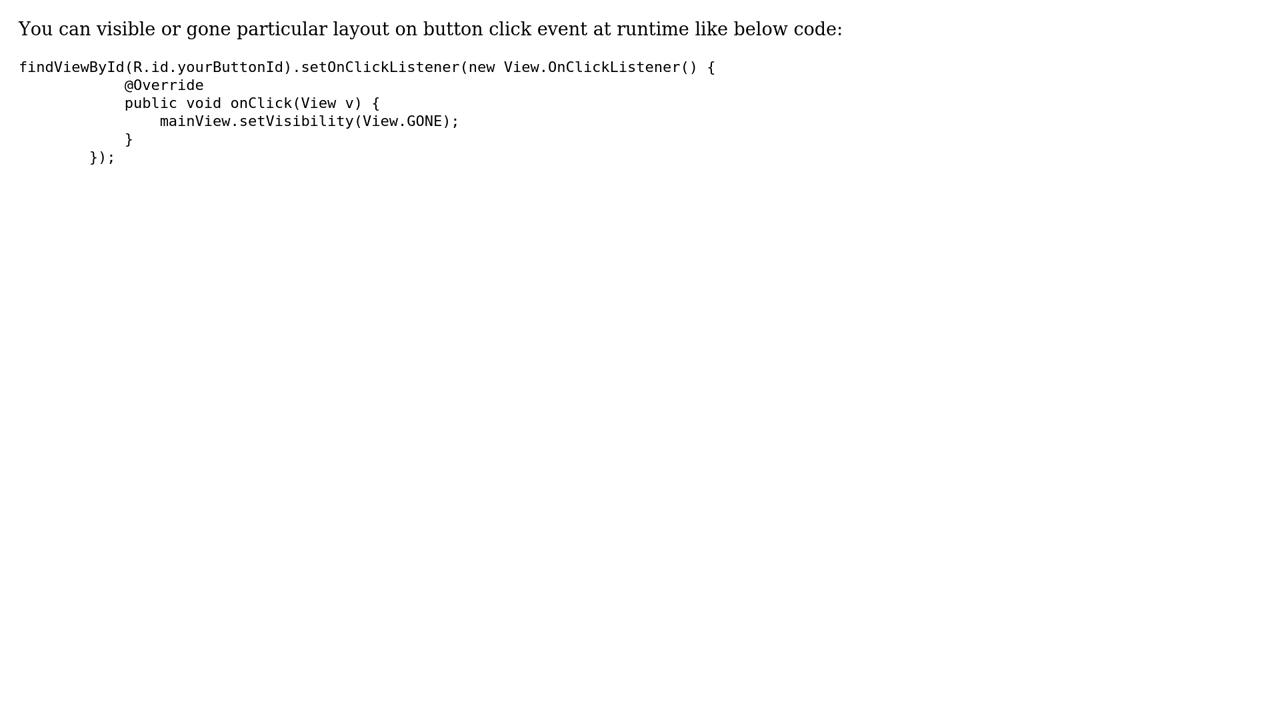 You can visible or gone particular layout on button click event at runtime like below code:
findViewById(R.id.yourButtonId).setOnClickListener(new View.OnClickListener() {
            @Override
            public void onClick(View v) {
                mainView.setVisibility(View.GONE);
            }
        });